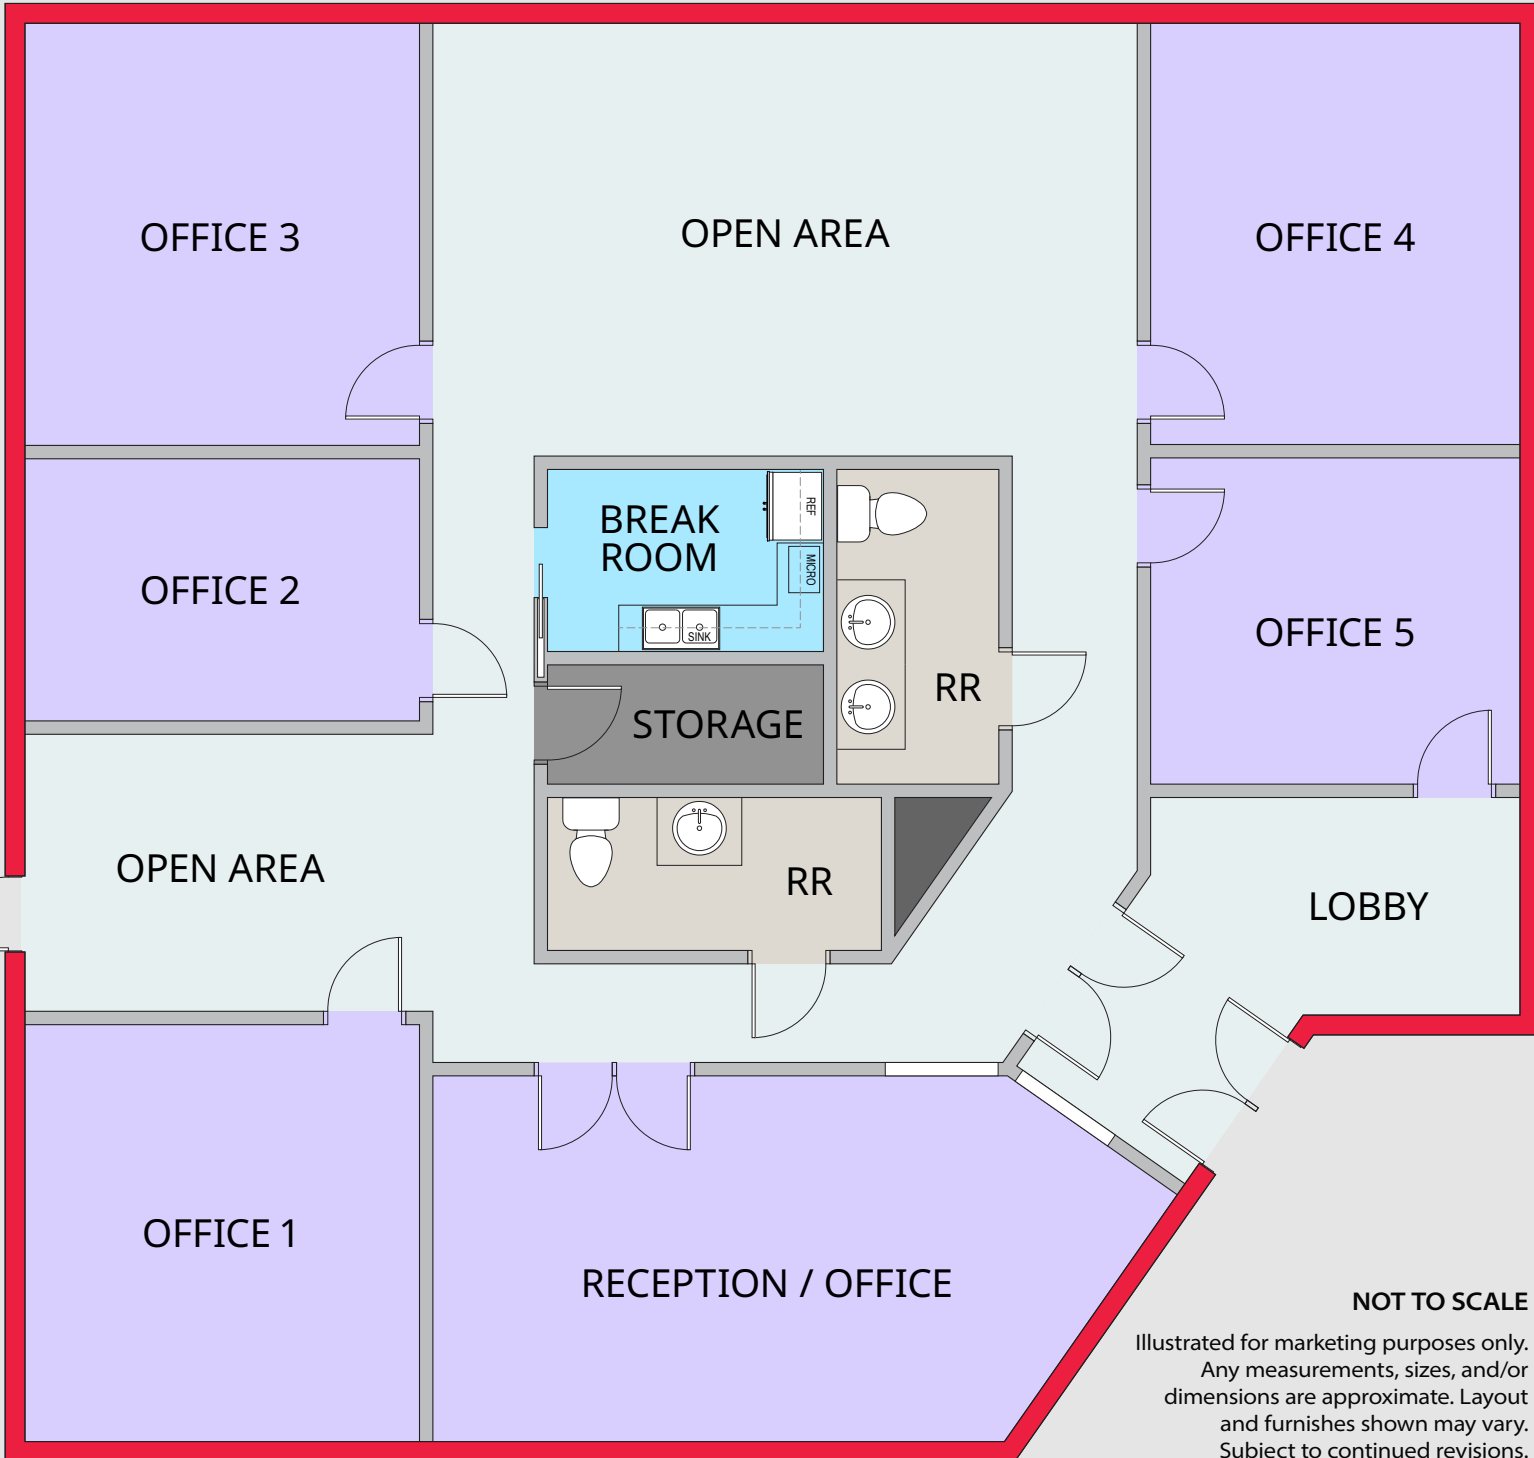 OFFICE 3
OPEN AREA
OFFICE 4
BREAK
ROOM
REF
MICRO
SINK
OFFICE 2
OFFICE 5
RR
STORAGE
OPEN AREA
RR
LOBBY
OFFICE 1
RECEPTION / OFFICE
NOT TO SCALE
Illustrated for marketing purposes only.
Any measurements, sizes, and/or
dimensions are approximate. Layout
and furnishes shown may vary.
Subject to continued revisions.